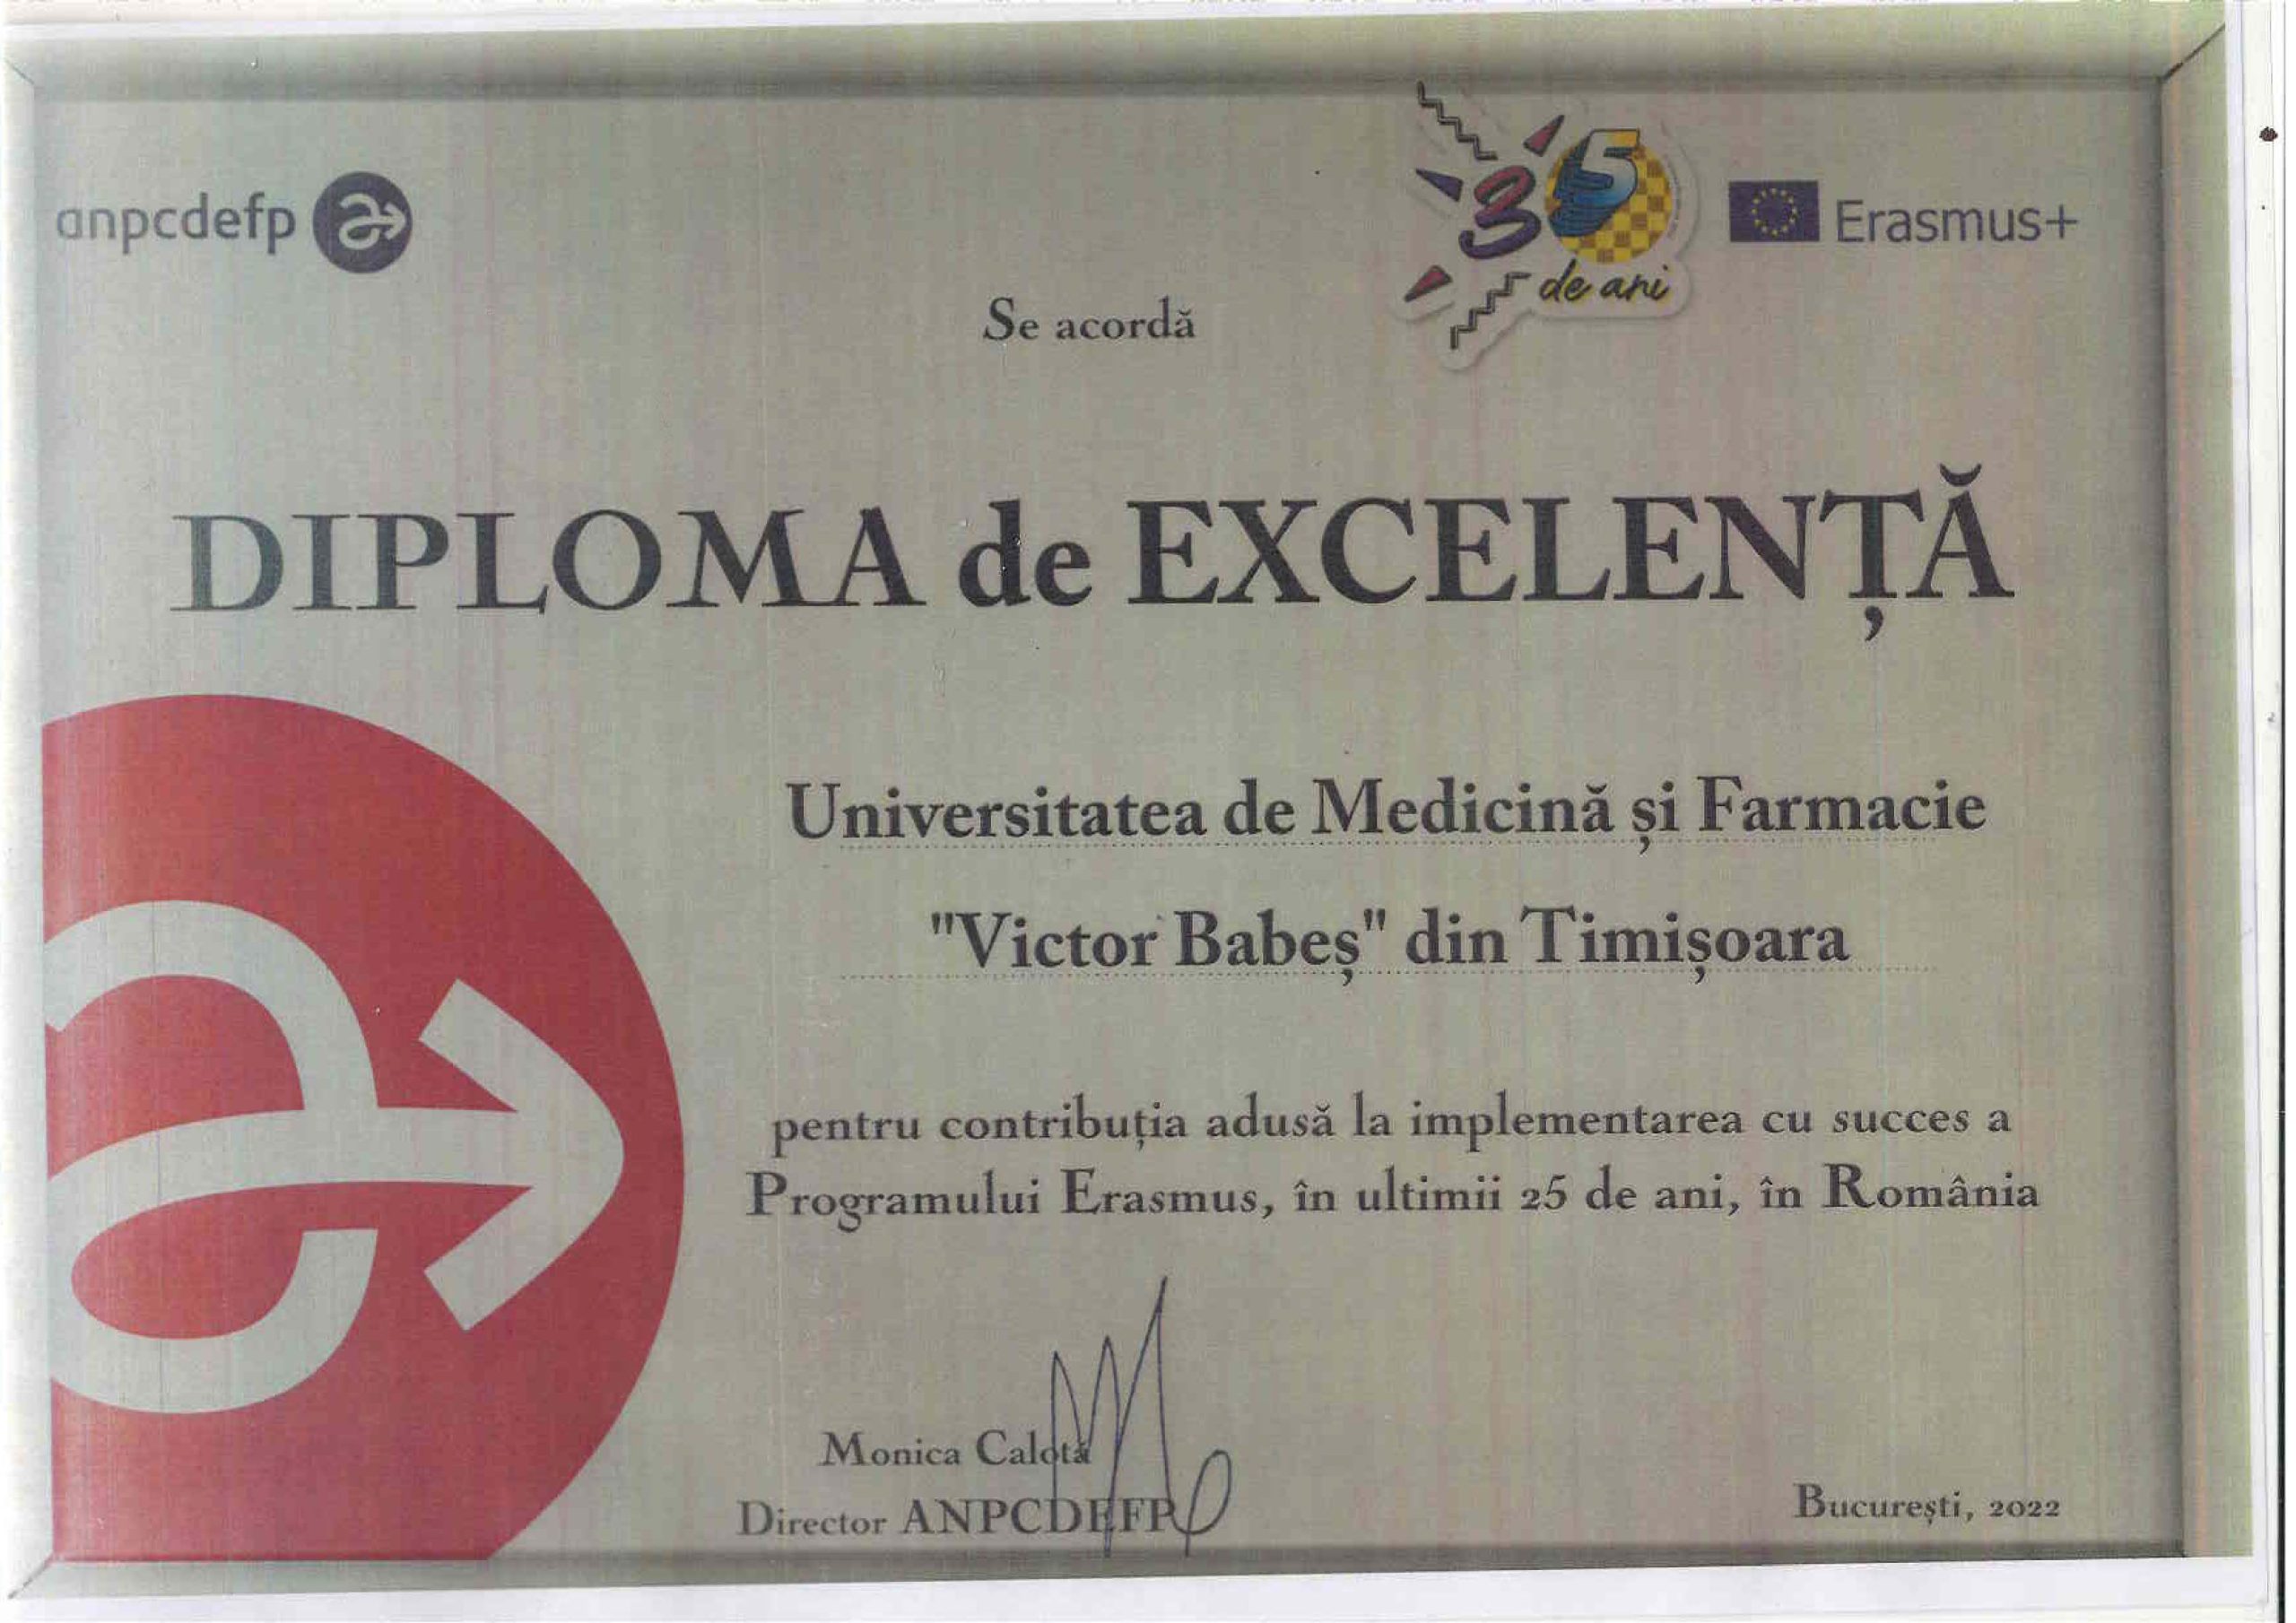 anpcdefp
35
de ani
Erasmus+
Se acordă
DIPLOMA de EXCELENȚĂ
Universitatea de Medicină și Farmacie
"Victor Babeș" din Timișoara
pentru contribuția adusă la implementarea cu succes a
Programului Erasmus, în ultimii 25 de ani, în România
Monica Calotă
Director ANPCDEFP
București, 2022